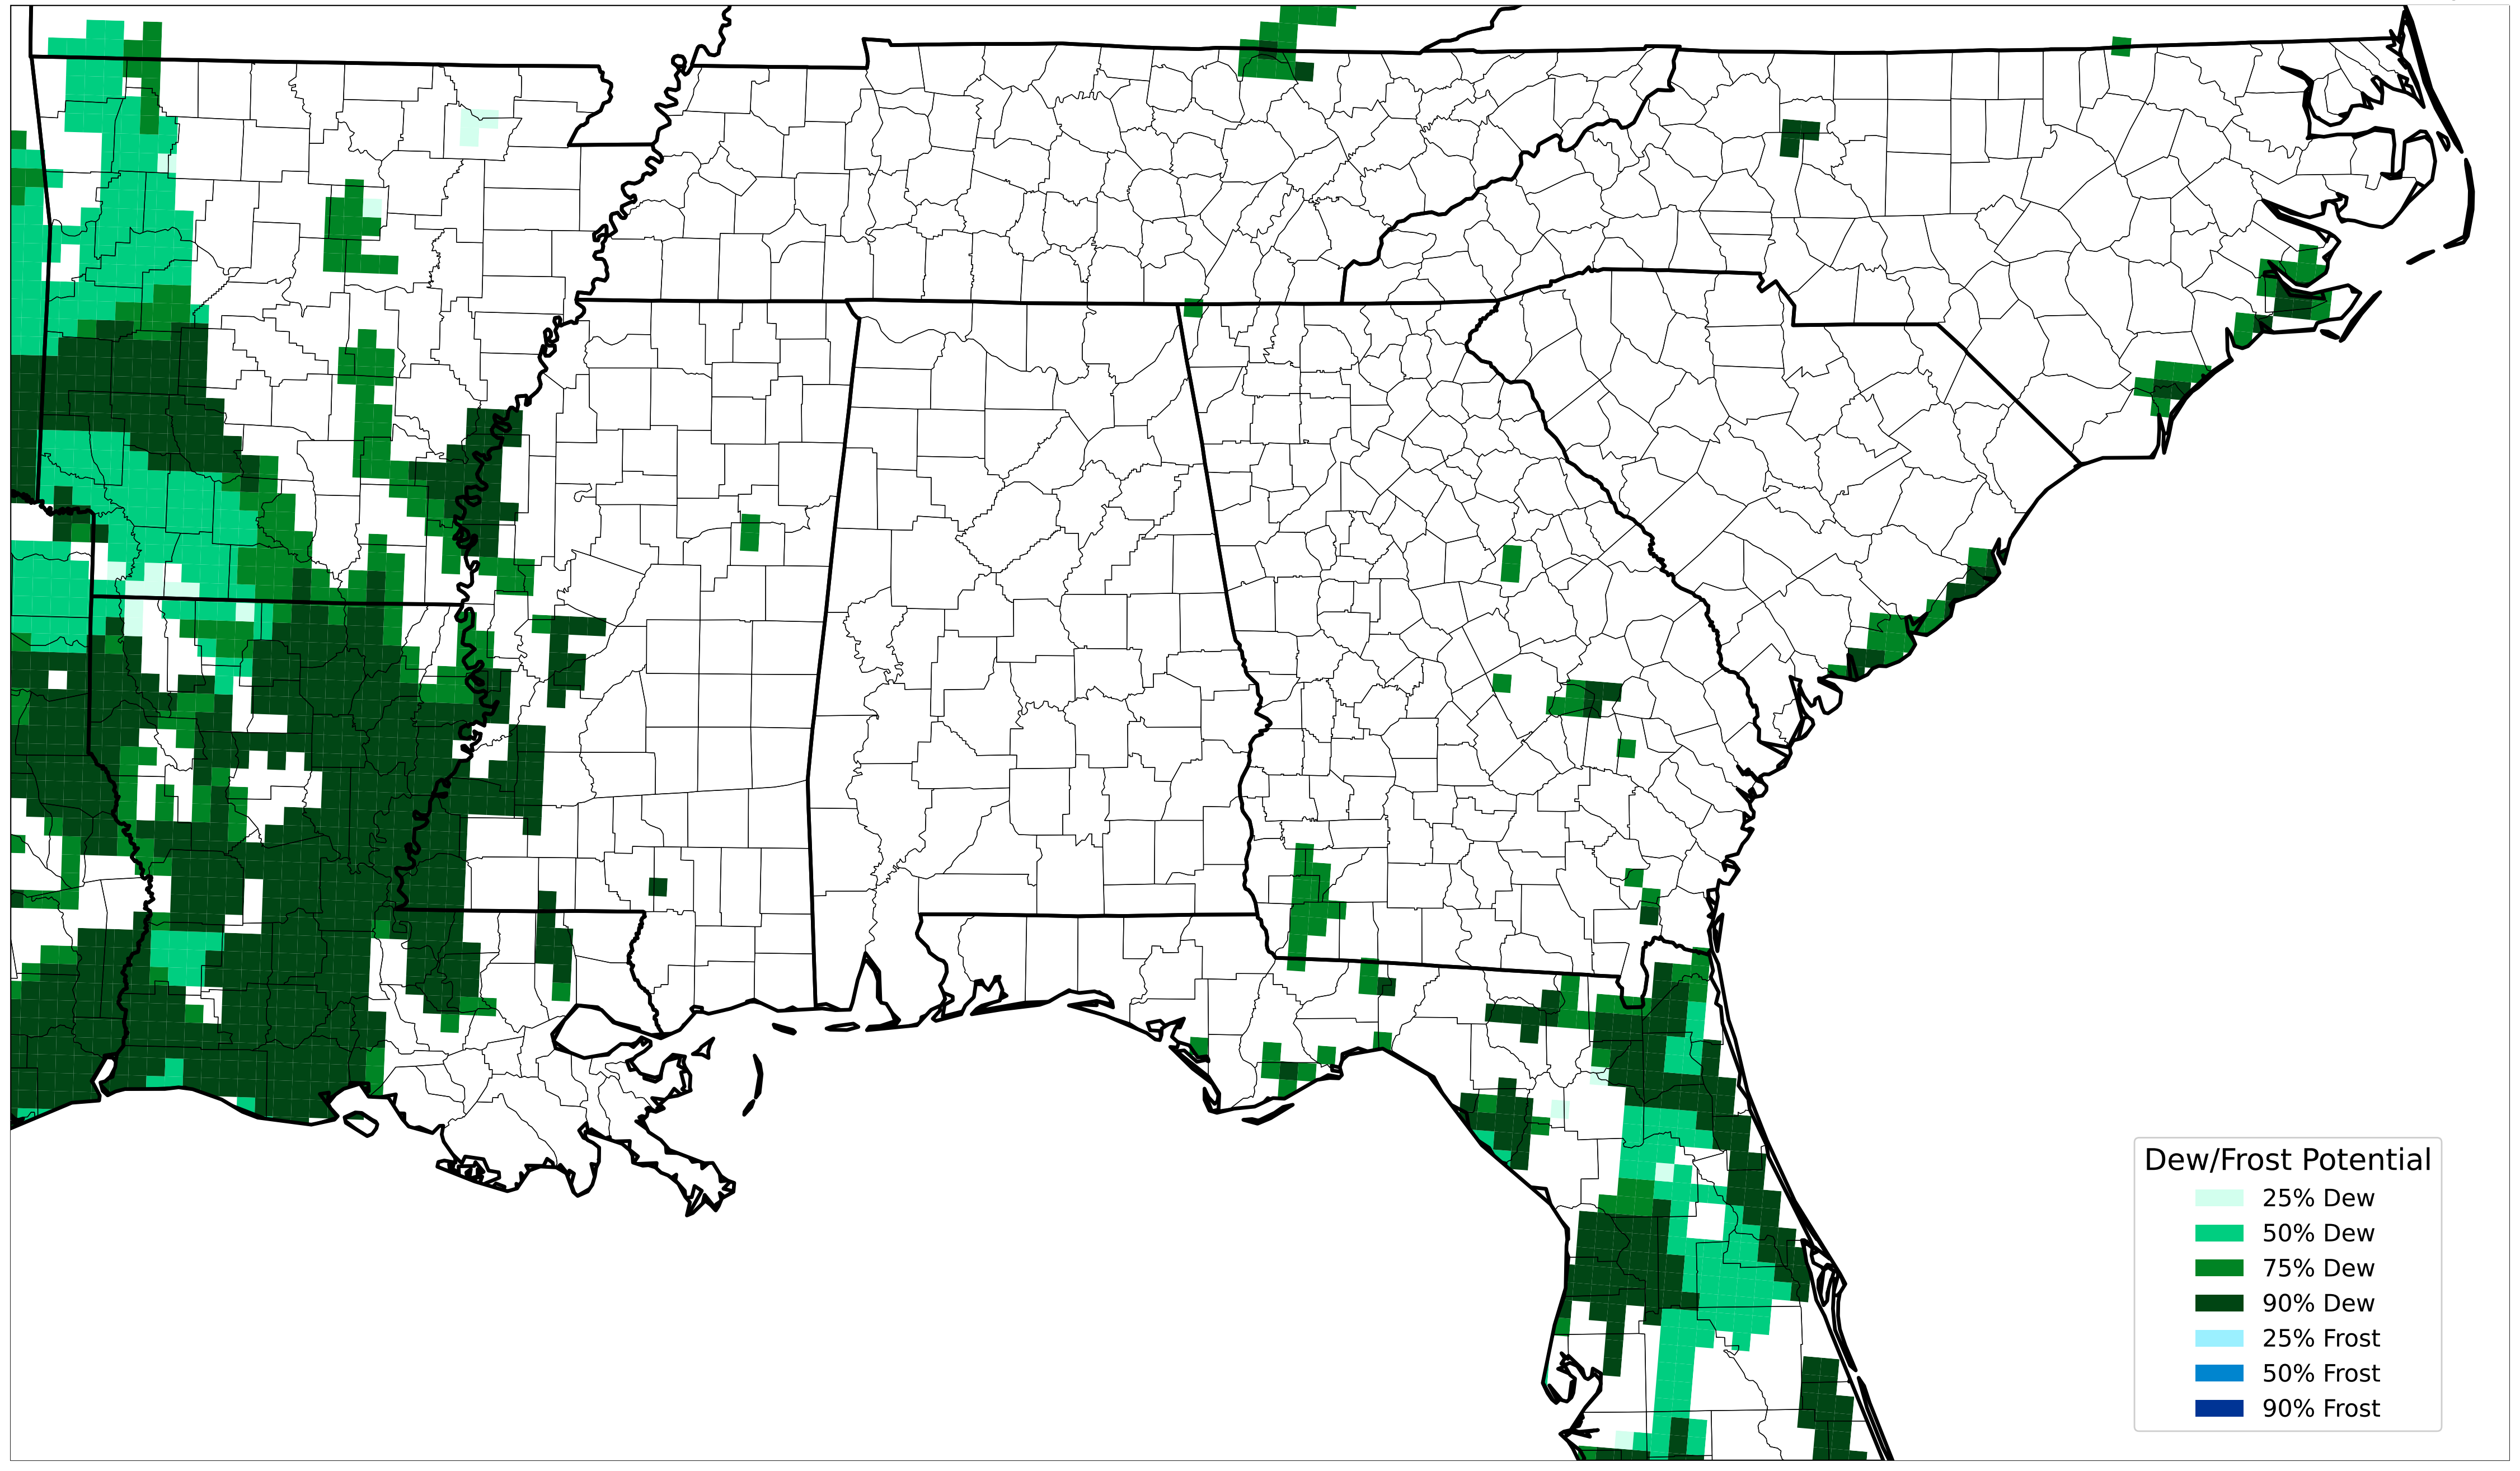 Dew/Frost Potential
25% Dew
50% Dew
75% Dew
90% Dew
25% Frost
50% Frost
90% Frost